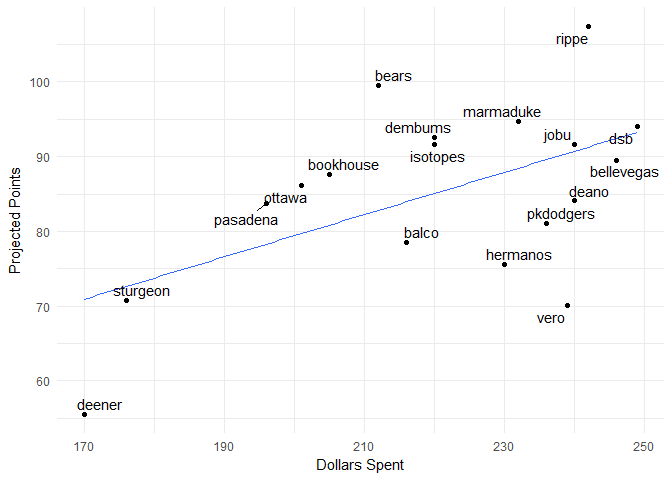 rippe
bears
100
marmaduke
dembums
dsb
jobu
90
isotopes
bellevegas
bookhouse
deano
ottawa
pasadena
pkdodgers
80
balco
hermanos
sturgeon
70
vero
60
deener
Projected Points
170
190
210
230
250
Dollars Spent